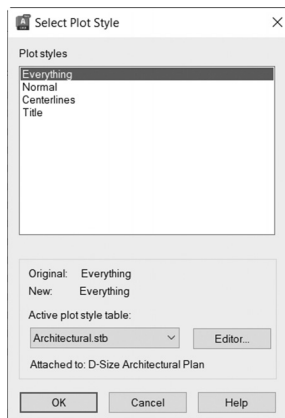 Select Plot Style
Plot styles
Everything
Normal
Centerlines
Title
Original: Everything
New: Everything
Active plot style table:
Architectural.stb
Editor...
Attached to: D-Size Architectural Plan
OK Cancel Help